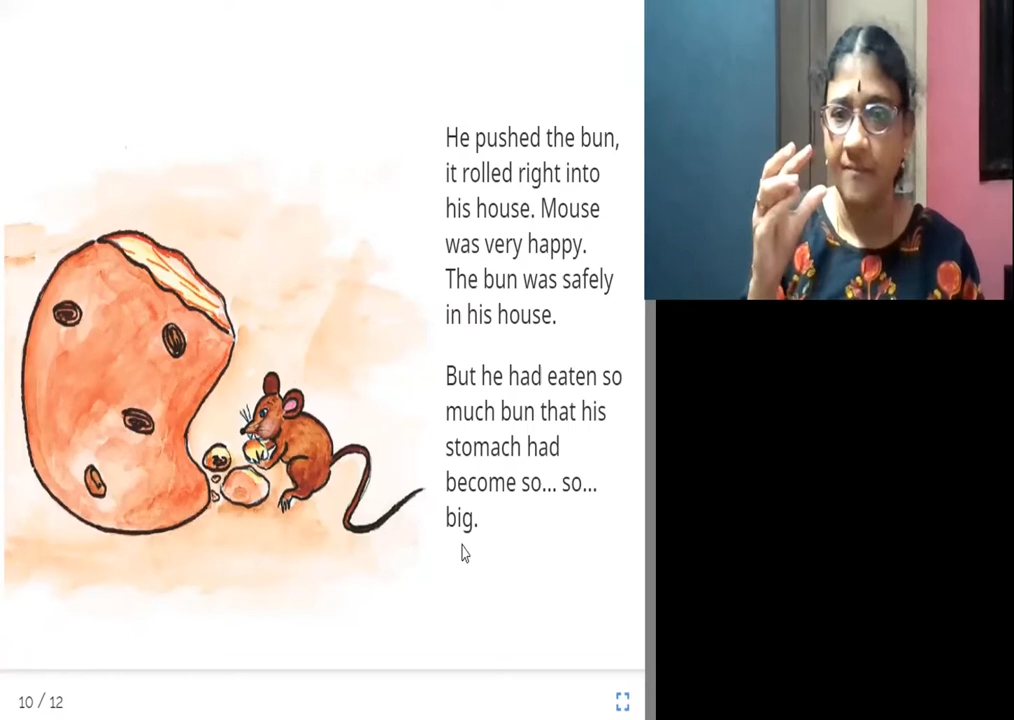 He pushed the bun,
it rolled right into
his house. Mouse
was very happy.
The bun was safely
in his house.
But he had eaten so
much bun that his
stomach had
become so... so...
big.
10 / 12